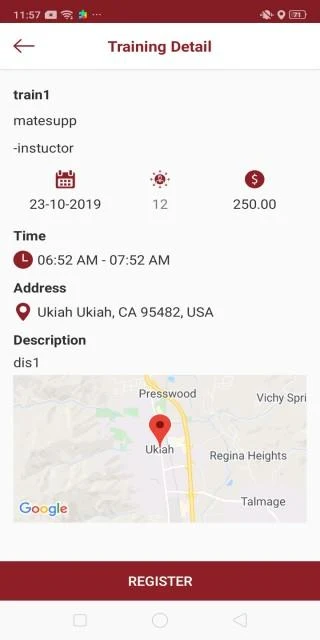 11:57 71
Training Detail
train1
matesupp
-instuctor
23-10-2019 12 250.00
Time
06:52 AM - 07:52 AM
Address
Ukiah Ukiah, CA 95482, USA
Description
dis1
Presswood
Vichy Spri
Ukiah
Regina Heights
Talmage
Google
REGISTER